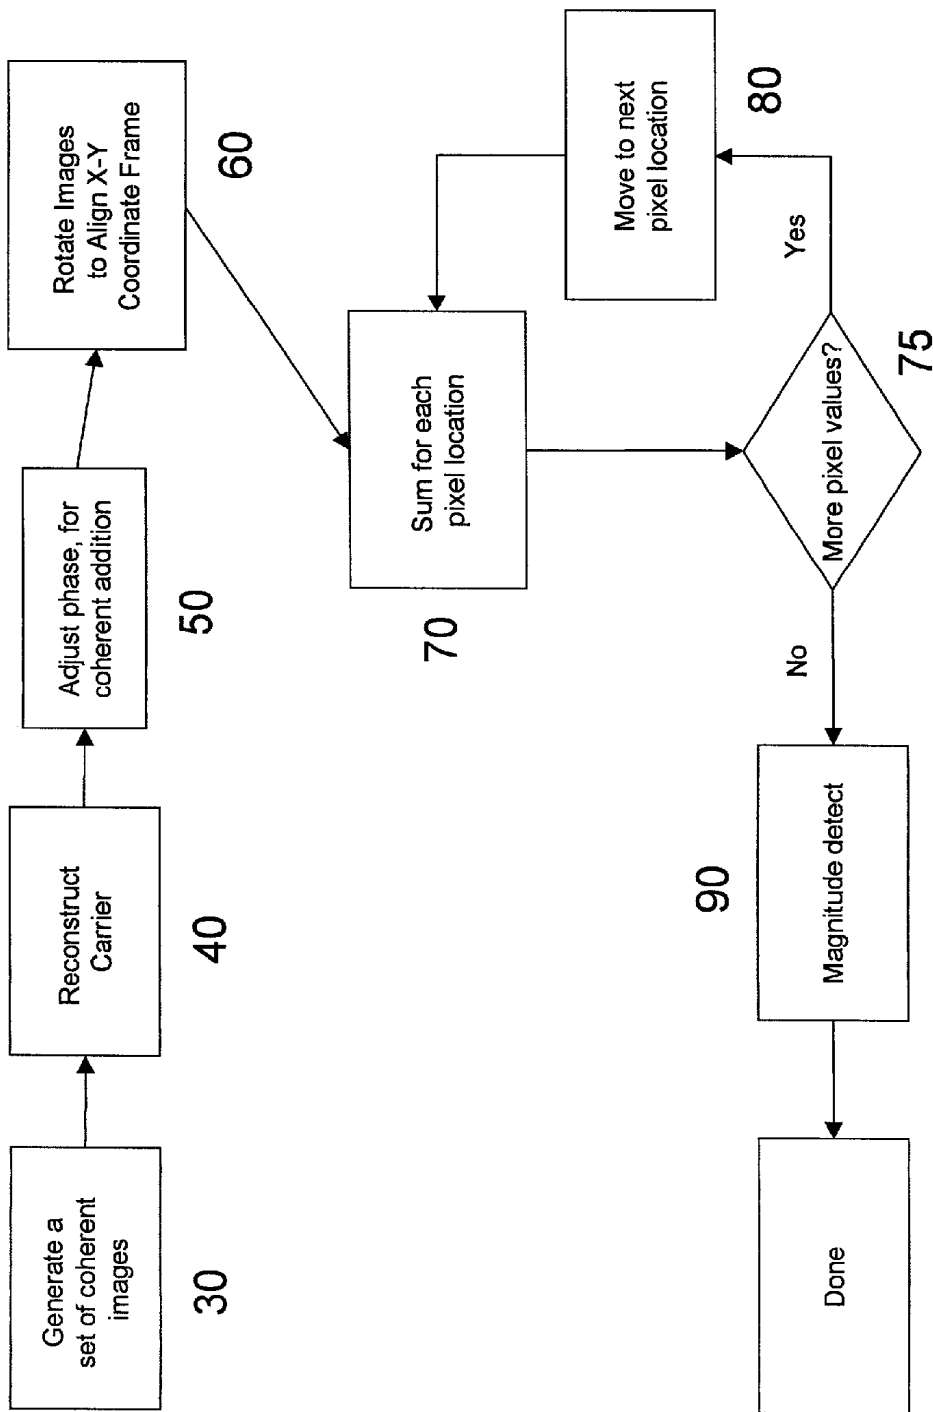 Generate a
set of coherent
images
30
Reconstruct
Carrier
40
Adjust phase, for
coherent addition
50
Rotate Images
to Align X-Y
Coordinate Frame
60
Sum for each
pixel location
70
More pixel values?
75
Yes
Move to next
pixel location
80
No
Magnitude detect
90
Done